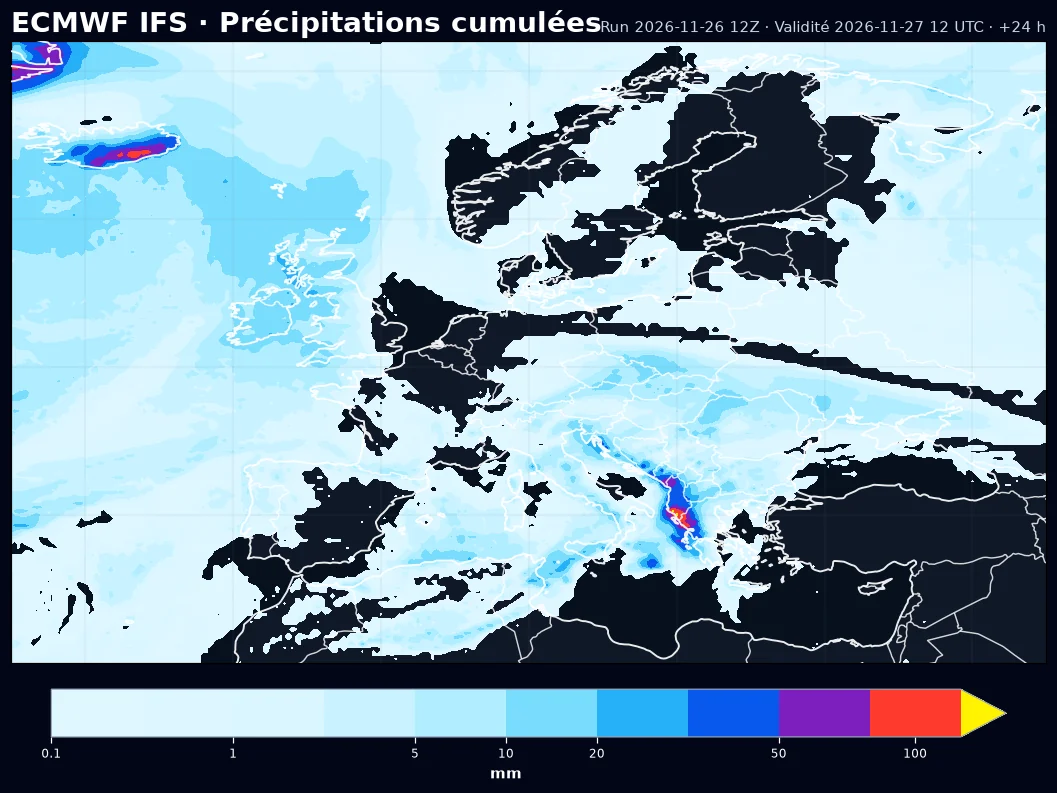 ECMWF IFS · Précipitations cumulées
Run 2026-11-26 12Z · Validité 2026-11-27 12 UTC · +24 h
0.1 1 5 10 20 50 100
mm